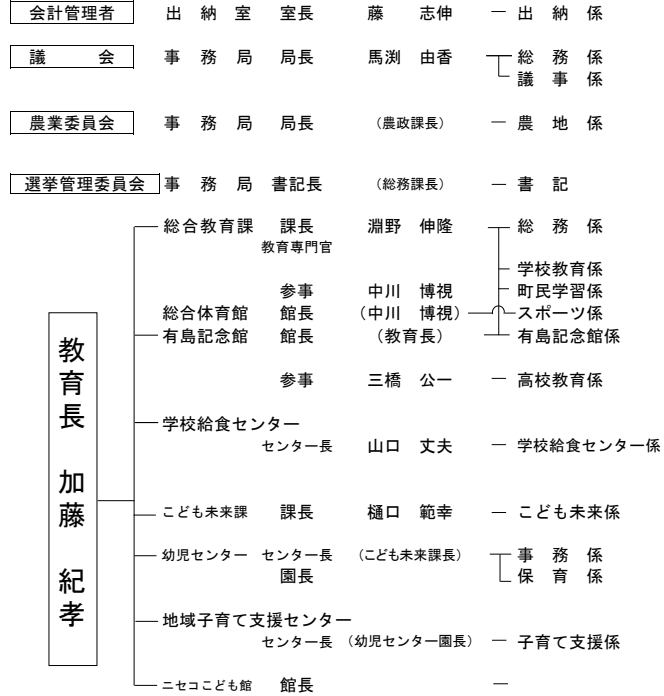 会計管理者 出納室 室長 藤 志伸 出納係
議会 事務局 局長 馬渕 由香 総務係
議事係
農業委員会 事務局 局長 (農政課長) 農地係
選挙管理委員会 事務局 書記長 (総務課長) 書記
総合教育課 課長 淵野 伸隆 総務係
教育専門官
学校教育係
参事 中川 博視 町民学習係
総合体育館 館長 (中川 博視) スポーツ係
有島記念館 館長 (教育長) 有島記念館係
教育長 加藤 紀孝
参事 三橋 公一 高校教育係
学校給食センター
センター長 山口 丈夫 学校給食センター係
こども未来課 課長 樋口 範幸 こども未来係
幼児センター センター長 (こども未来課長) 事務係
園長 保育係
地域子育て支援センター
センター長 (幼児センター園長) 子育て支援係
ニセコこども館 館長